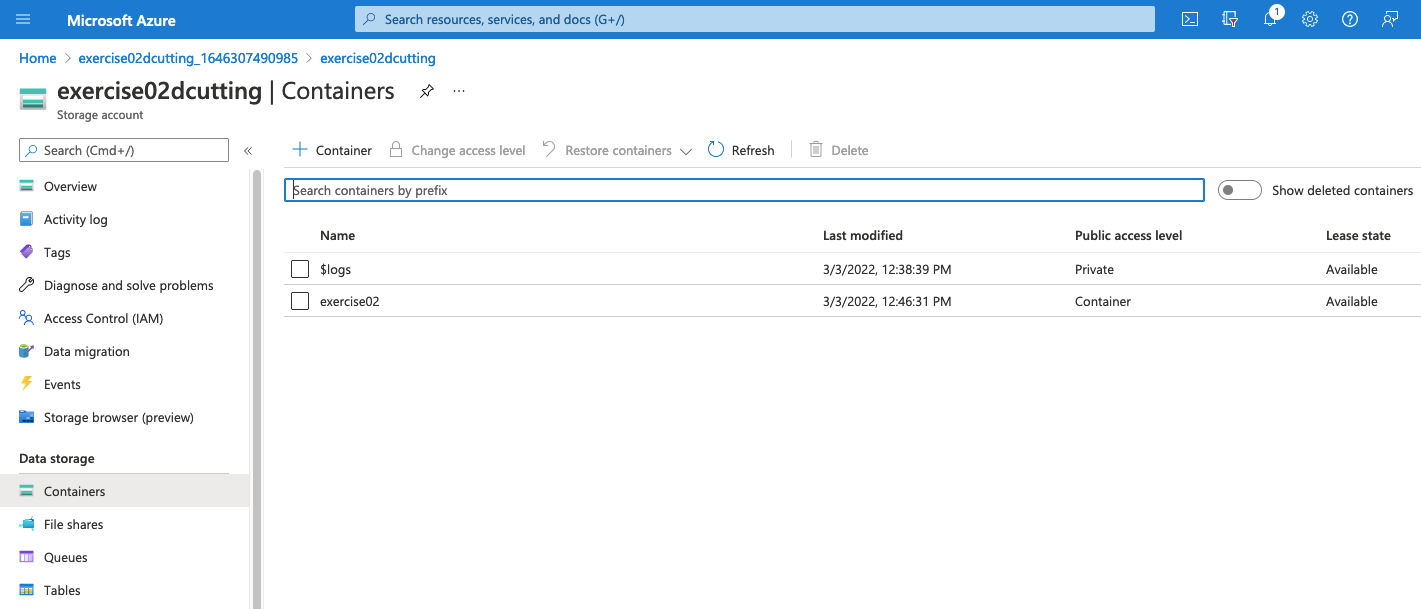 Microsoft Azure
Search resources, services, and docs (G+/)
1
Home > exercise02dcutting_1646307490985 > exercise02dcutting
exercise02dcutting | Containers
Storage account
Search (Cmd+/)
«
Container
Change access level
Restore containers
Refresh
Delete
Overview
Activity log
Tags
Diagnose and solve problems
Access Control (IAM)
Data migration
Events
Storage browser (preview)
Data storage
Containers
File shares
Queues
Tables
Search containers by prefix
Show deleted containers
Name Last modified Public access level Lease state
$logs 3/3/2022, 12:38:39 PM Private Available
exercise02 3/3/2022, 12:46:31 PM Container Available